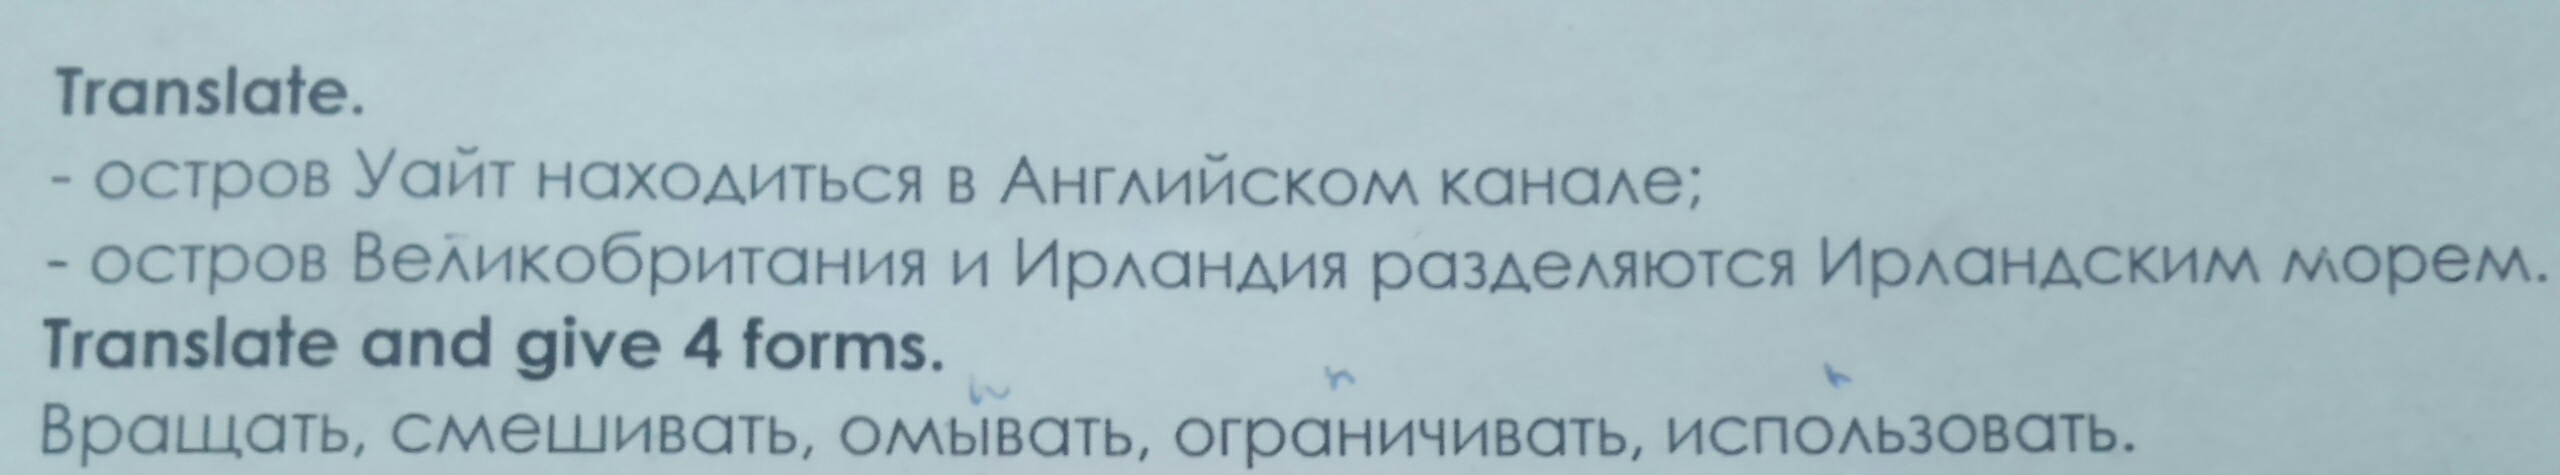 Translate.
- остров Уайт находиться в Английском канале;
- остров Великобритания и Ирландия разделяются Ирландским морем.
Translate and give 4 forms.
Вращать, смешивать, омывать, ограничивать, использовать.